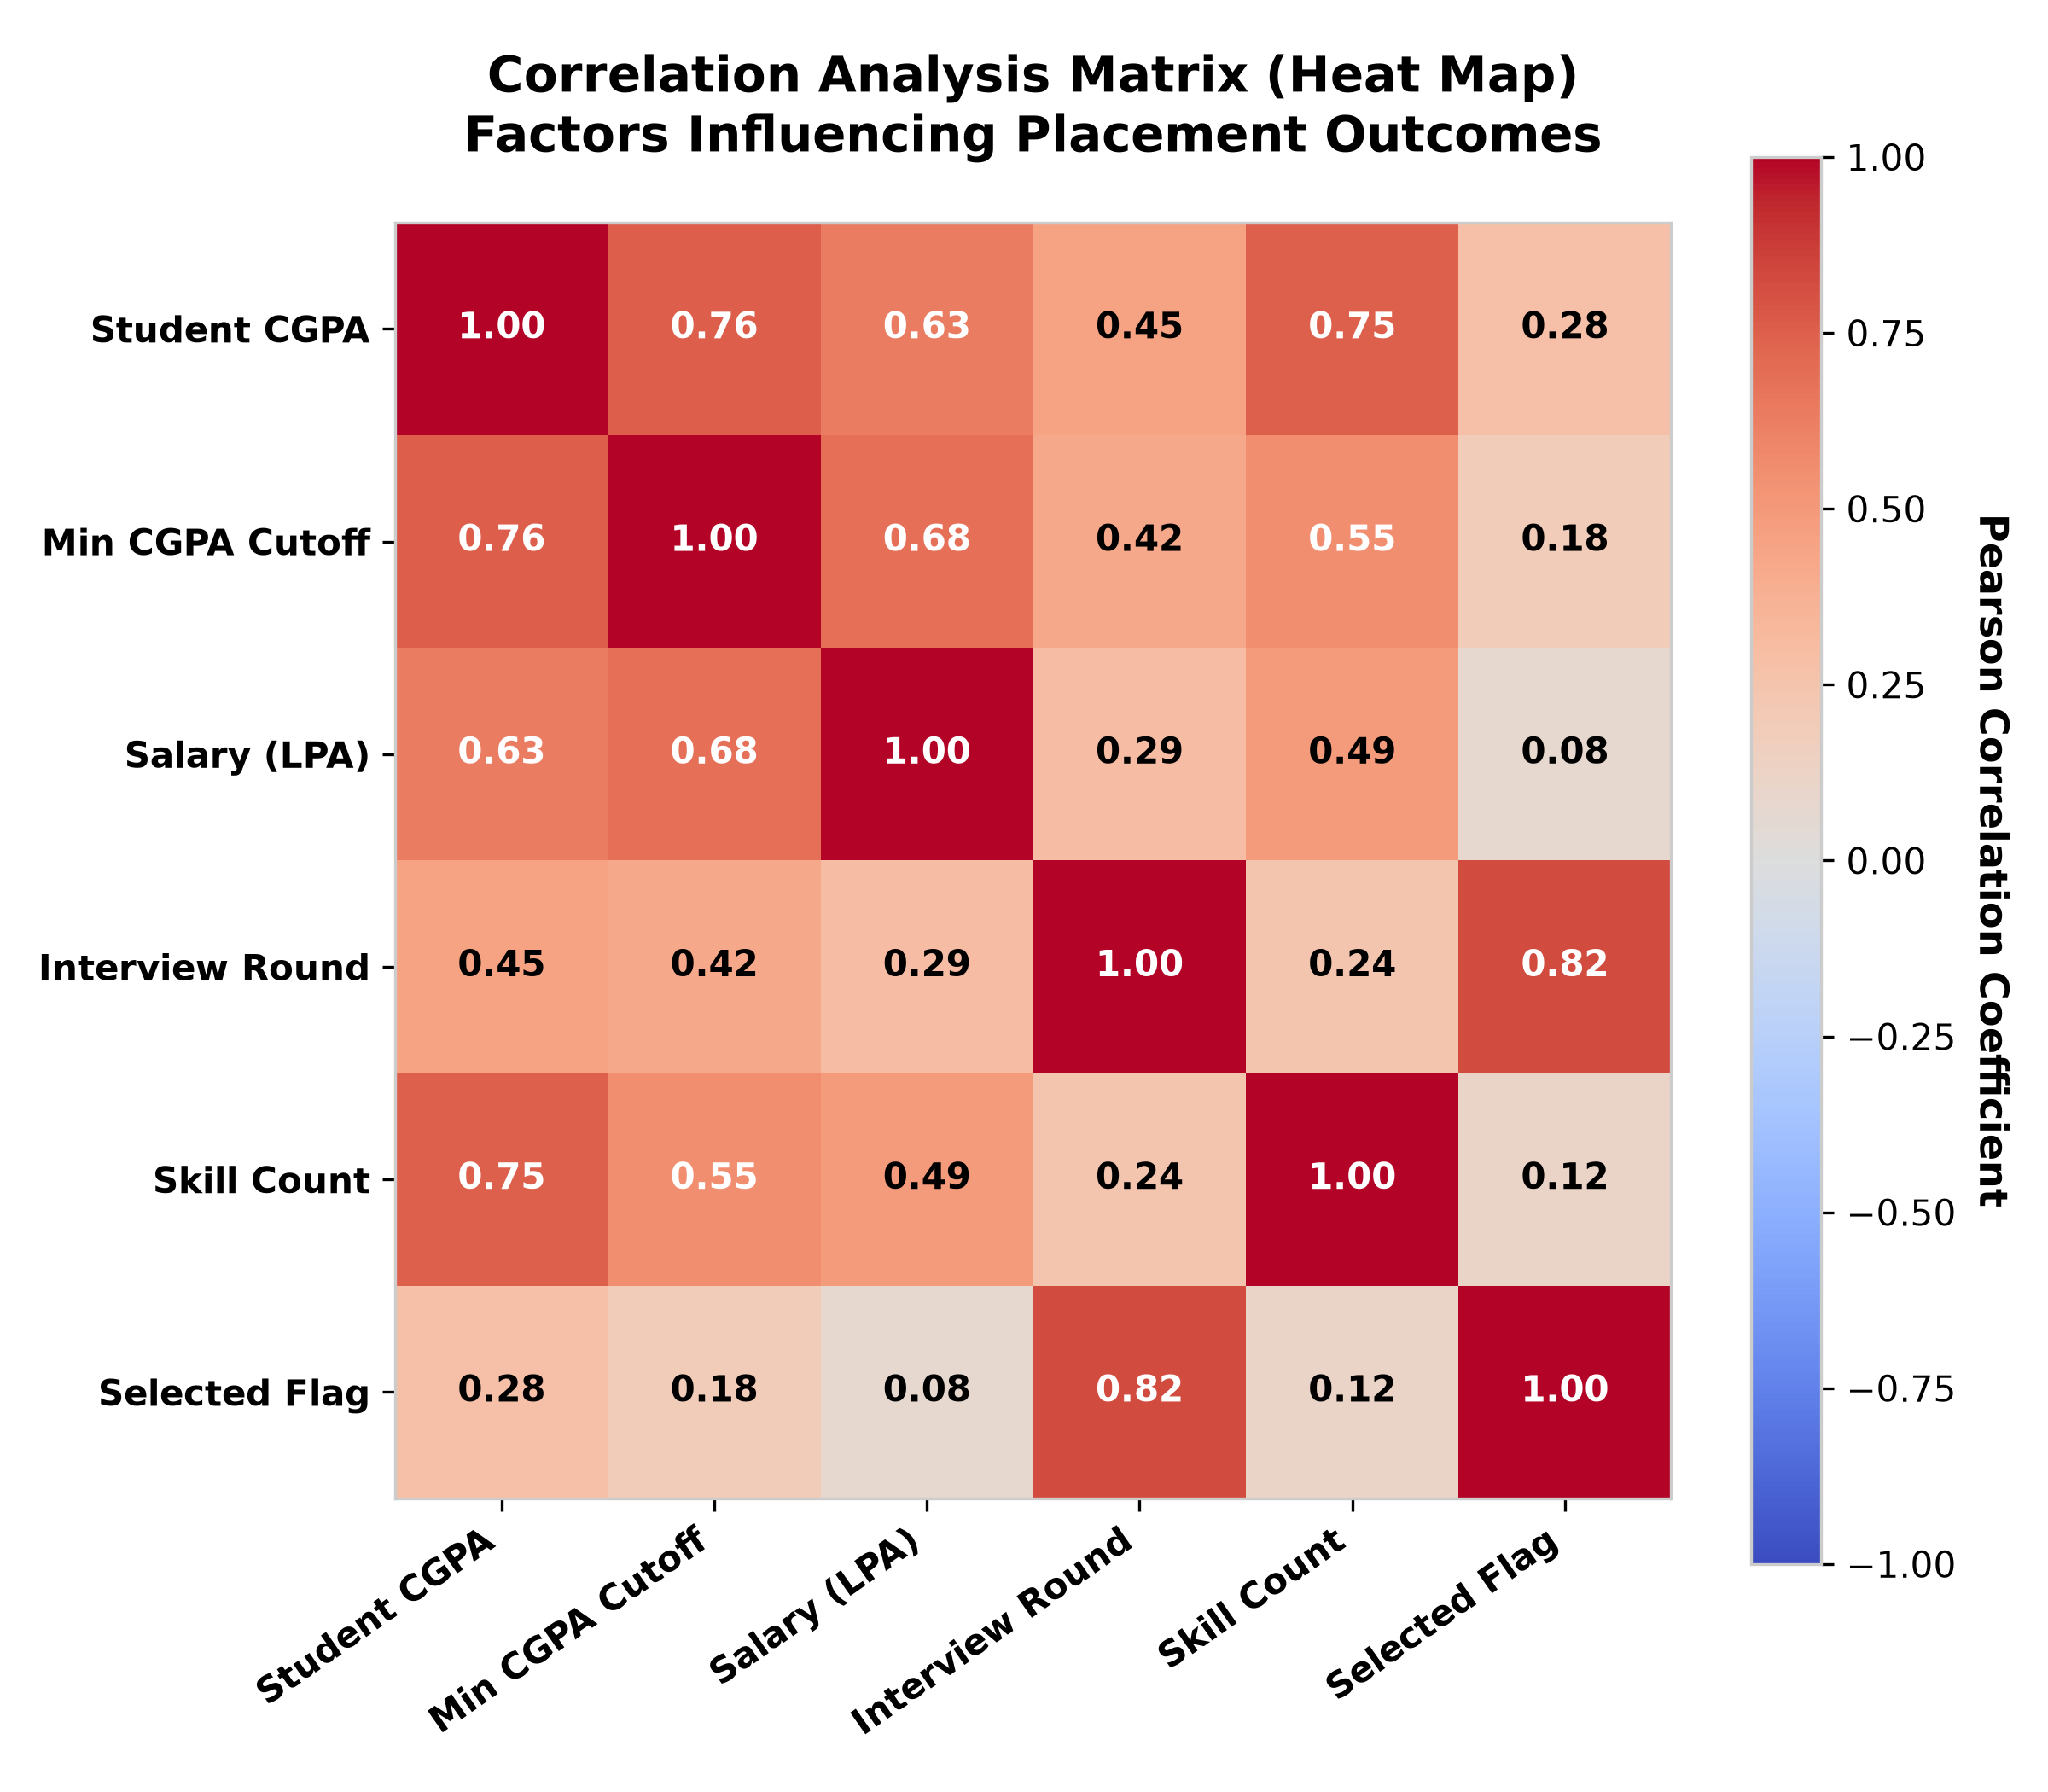 Correlation Analysis Matrix (Heat Map)
Factors Influencing Placement Outcomes
Student CGPA 1.00 0.76 0.63 0.45 0.75 0.28
Min CGPA Cutoff 0.76 1.00 0.68 0.42 0.55 0.18
Salary (LPA) 0.63 0.68 1.00 0.29 0.49 0.08
Interview Round 0.45 0.42 0.29 1.00 0.24 0.82
Skill Count 0.75 0.55 0.49 0.24 1.00 0.12
Selected Flag 0.28 0.18 0.08 0.82 0.12 1.00
Student CGPA
Min CGPA Cutoff
Salary (LPA)
Interview Round
Skill Count
Selected Flag
1.00
0.75
0.50
0.25
0.00
−0.25
−0.50
−0.75
−1.00
Pearson Correlation Coefficient